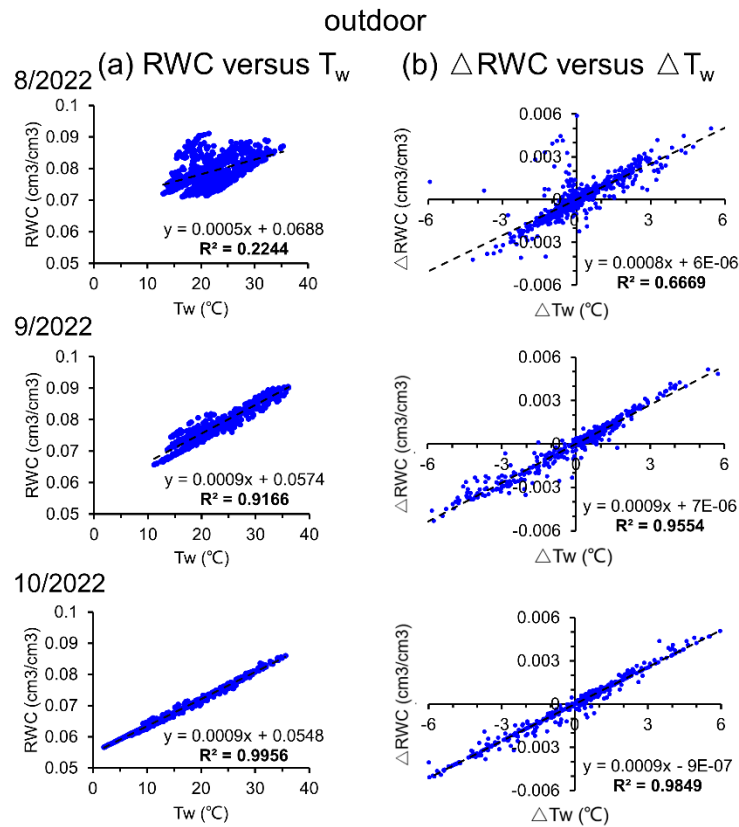 outdoor
(a) RWC versus Tw
(b) △RWC versus △Tw
8/2022
RWC (cm3/cm3)
0.1
0.09
0.08
0.07
0.06
0.05
0 10 20 30 40
Tw (℃)
y = 0.0005x + 0.0688
R² = 0.2244
△RWC (cm3/cm3)
0.006
0.003
0
-0.003
-0.006
-6 -3 0 3 6
△Tw (℃)
y = 0.0008x + 6E-06
R² = 0.6669
9/2022
RWC (cm3/cm3)
0.1
0.09
0.08
0.07
0.06
0.05
0 10 20 30 40
Tw (℃)
y = 0.0009x + 0.0574
R² = 0.9166
△RWC (cm3/cm3)
0.006
0.003
0
-0.003
-0.006
-6 -3 0 3 6
△Tw (℃)
y = 0.0009x + 7E-06
R² = 0.9554
10/2022
RWC (cm3/cm3)
0.1
0.09
0.08
0.07
0.06
0.05
0 10 20 30 40
Tw (℃)
y = 0.0009x + 0.0548
R² = 0.9956
△RWC (cm3/cm3)
0.006
0.003
0
-0.003
-0.006
-6 -3 0 3 6
△Tw (℃)
y = 0.0009x - 9E-07
R² = 0.9849